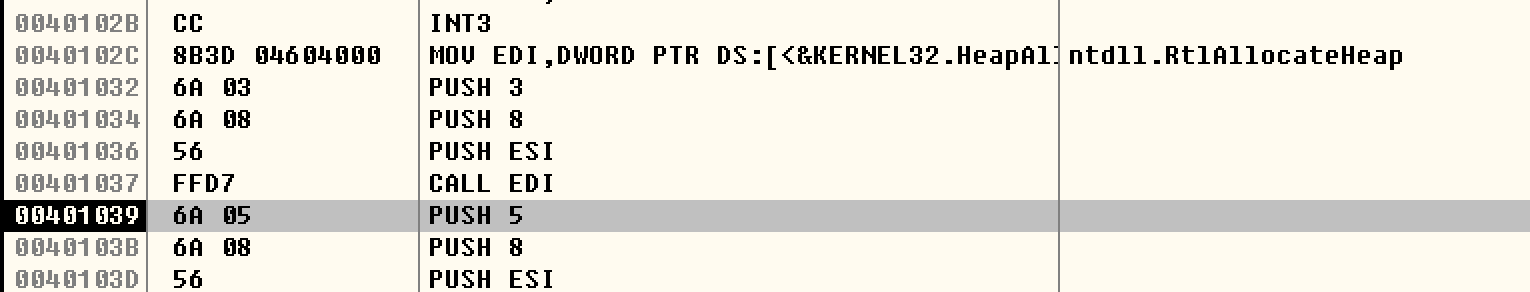 0040102B CC INT3
0040102C 8B3D 04604000 MOV EDI,DWORD PTR DS:[<&KERNEL32.HeapAl ntdll.RtlAllocateHeap
00401032 6A 03 PUSH 3
00401034 6A 08 PUSH 8
00401036 56 PUSH ESI
00401037 FFD7 CALL EDI
00401039 6A 05 PUSH 5
0040103B 6A 08 PUSH 8
0040103D 56 PUSH ESI